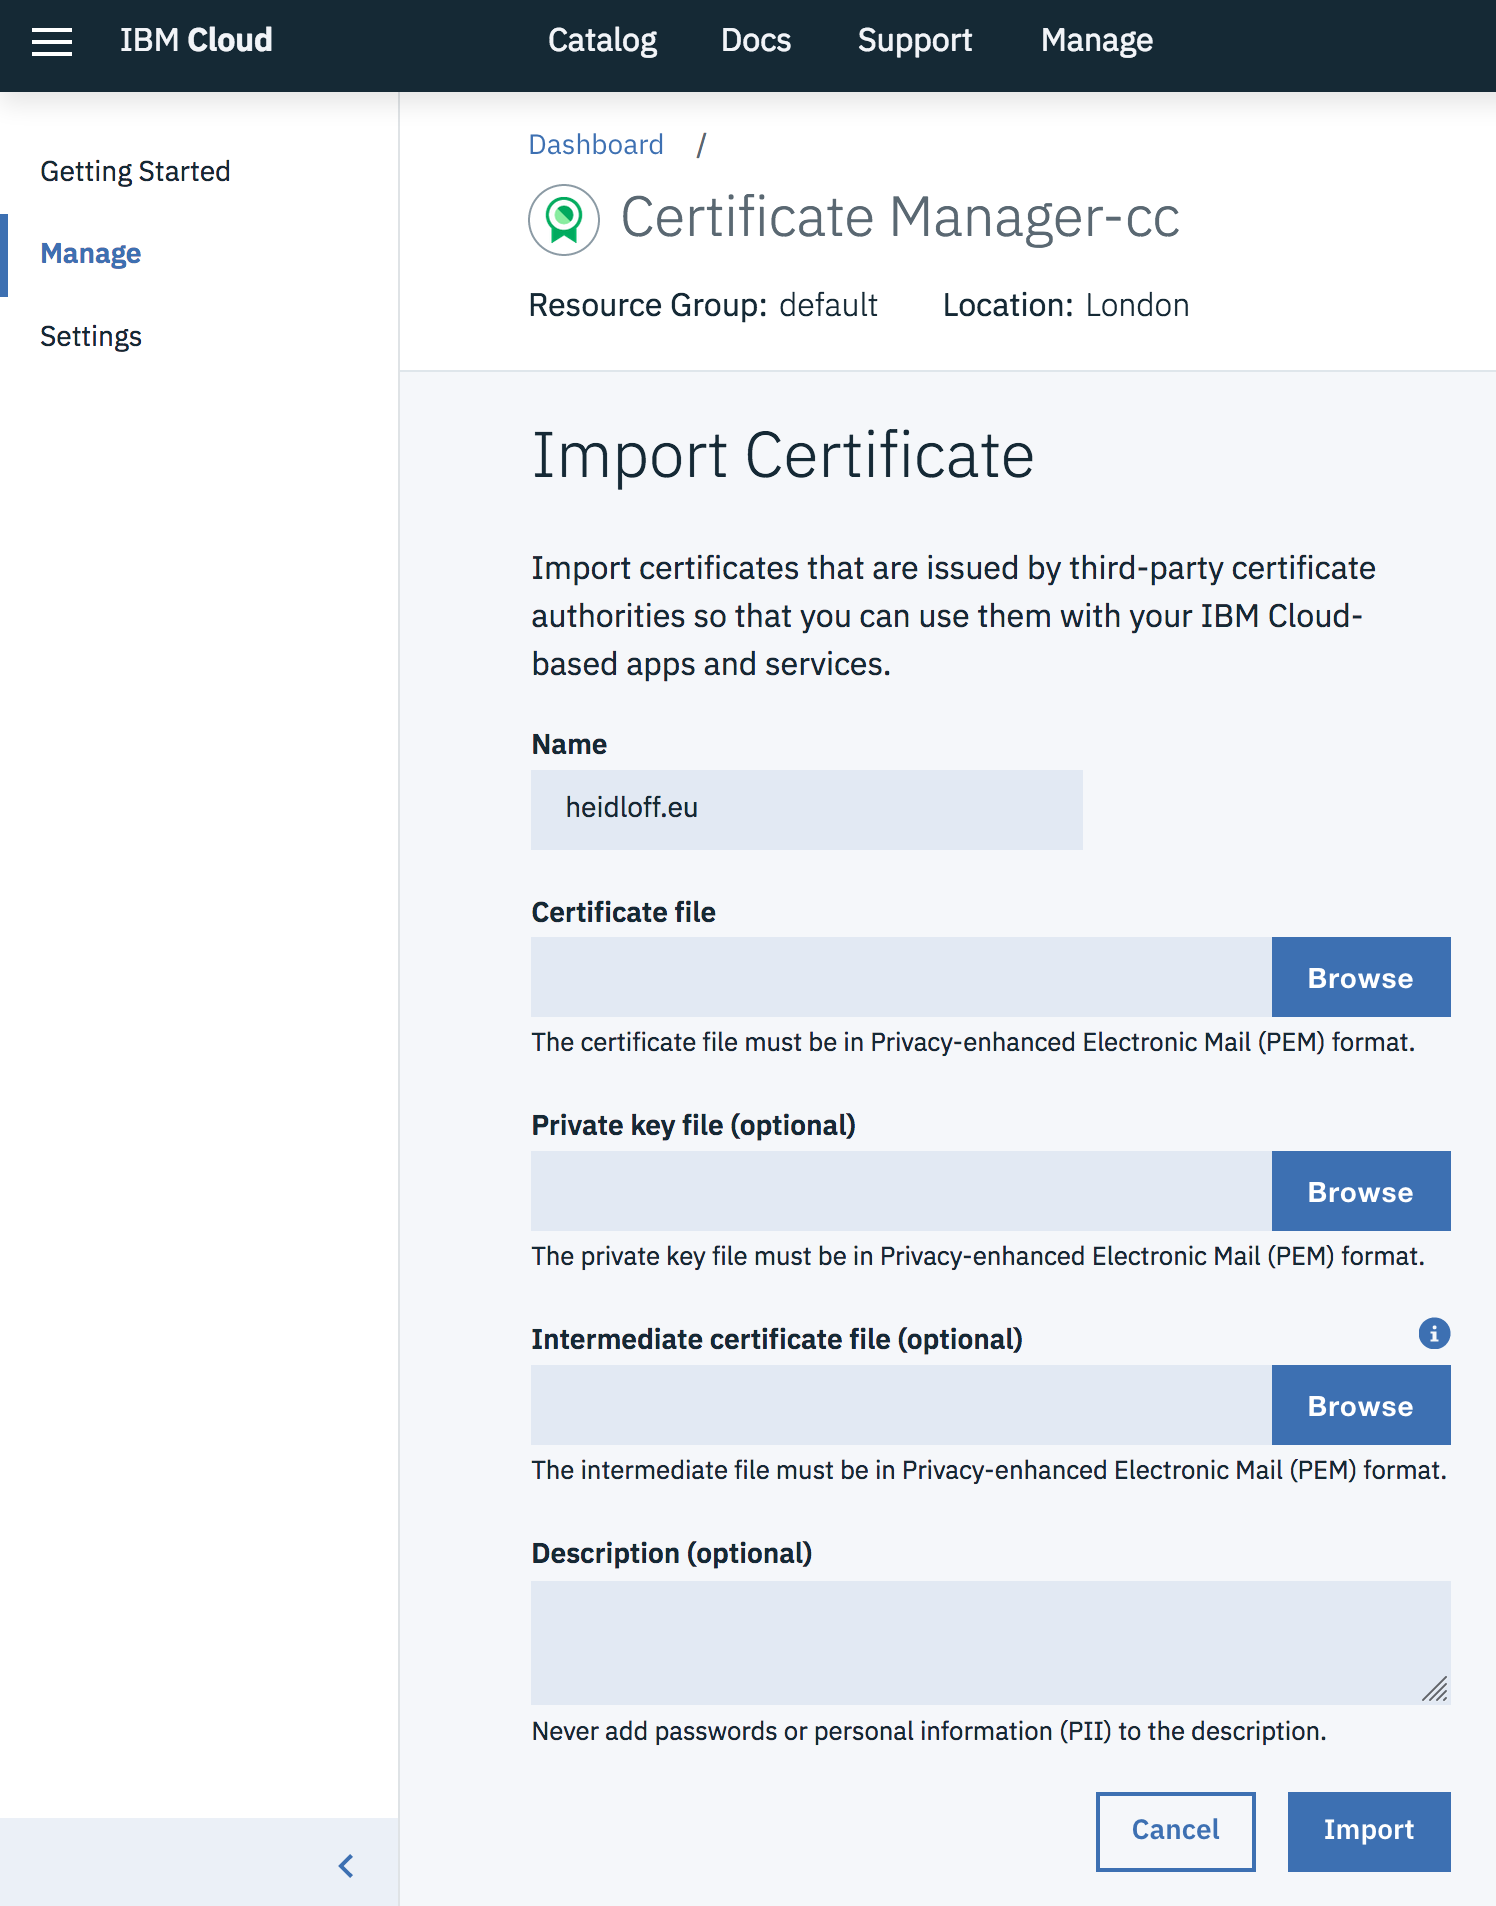 IBM Cloud Catalog Docs Support Manage
Getting Started
Manage
Settings
Dashboard /
Certificate Manager-cc
Resource Group: default Location: London
Import Certificate
Import certificates that are issued by third-party certificate
authorities so that you can use them with your IBM Cloud-
based apps and services.
Name
heidloff.eu
Certificate file
Browse
The certificate file must be in Privacy-enhanced Electronic Mail (PEM) format.
Private key file (optional)
Browse
The private key file must be in Privacy-enhanced Electronic Mail (PEM) format.
Intermediate certificate file (optional)
Browse
The intermediate file must be in Privacy-enhanced Electronic Mail (PEM) format.
Description (optional)
Never add passwords or personal information (PII) to the description.
Cancel Import